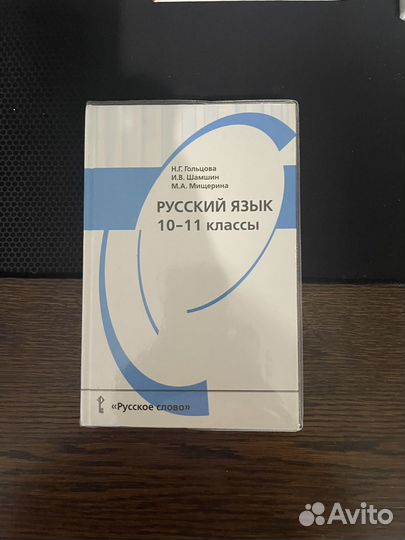 Н.Г. Гольцова
И.В. Шамшин
М.А. Мищерина
РУССКИЙ ЯЗЫК
10-11 классы
«Русское слово»
Avito